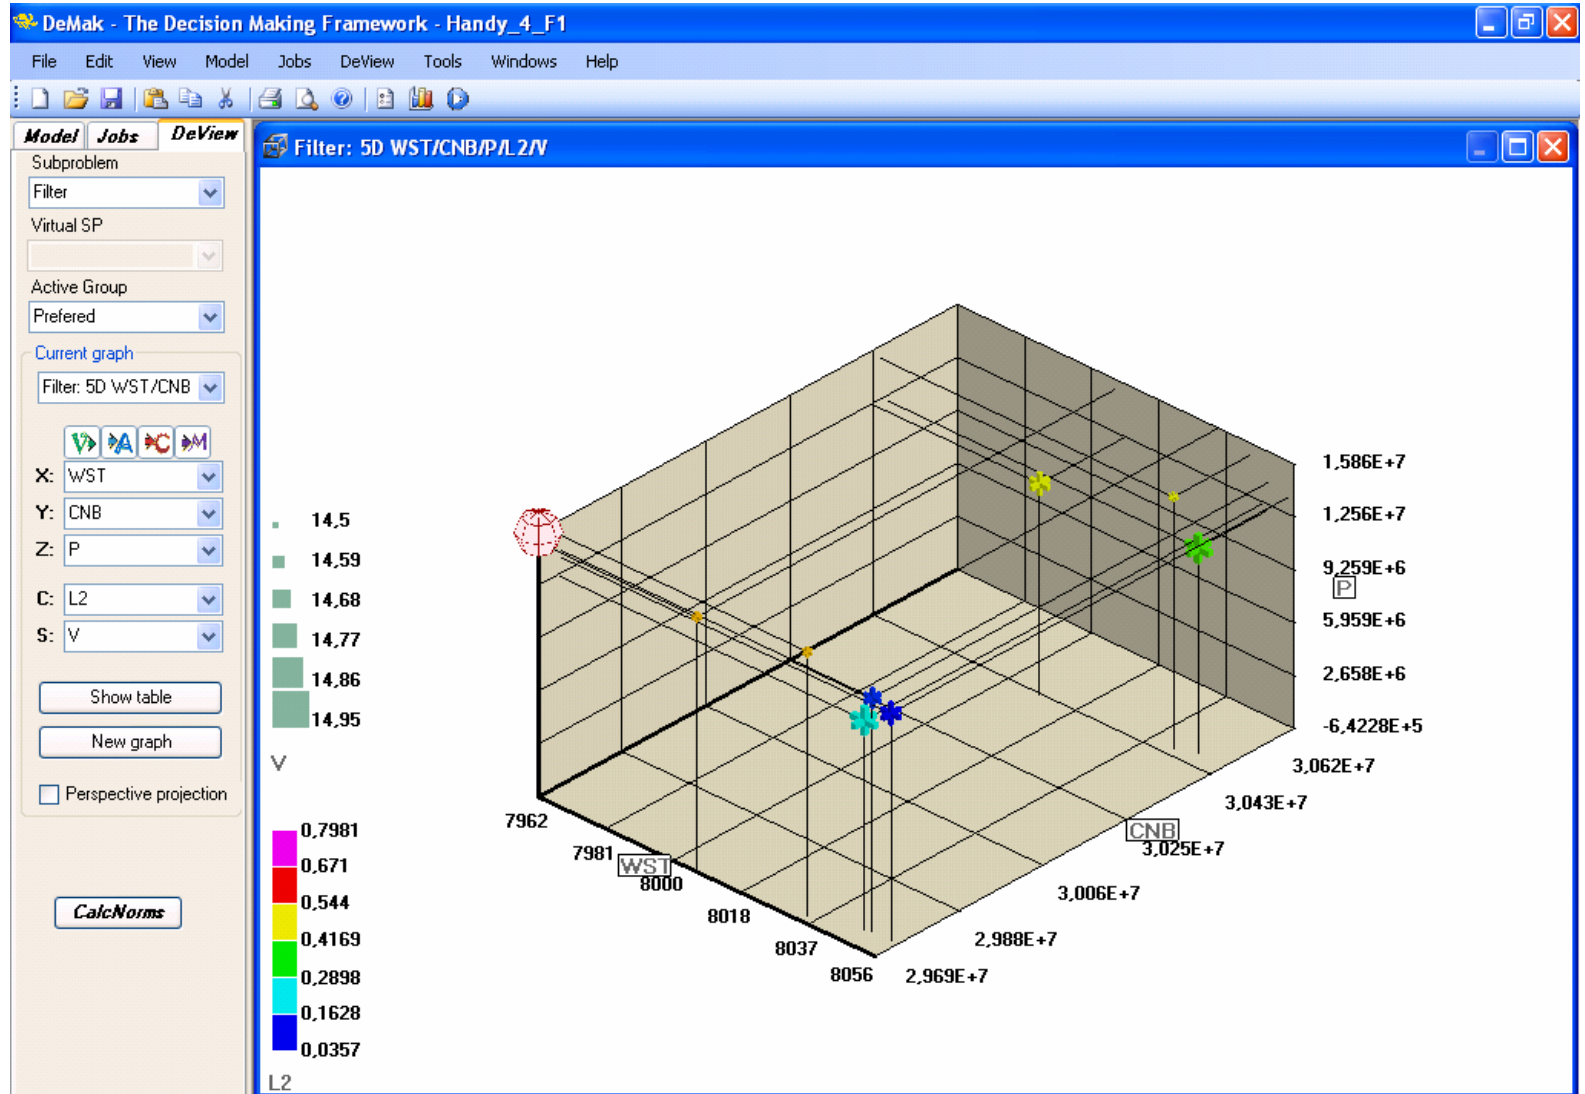 DeMak - The Decision Making Framework - Handy_4_F1
File Edit View Model Jobs DeView Tools Windows Help
Model Jobs DeView
Subproblem
Filter
Virtual SP
Active Group
Prefered
Current graph
Filter: 5D WST/CNB
V A C M
X: WST
Y: CNB
Z: P
C: L2
S: V
Show table
New graph
Perspective projection
CalcNorms
Filter: 5D WST/CNB/P/L2/V
14,5
14,59
14,68
14,77
14,86
14,95
V
0,7981
0,671
0,544
0,4169
0,2898
0,1628
0,0357
L2
7962
7981
WST
8000
8018
8037
8056
2,969E+7
2,988E+7
3,006E+7
CNB
3,025E+7
3,043E+7
3,062E+7
1,586E+7
1,256E+7
9,259E+6
P
5,959E+6
2,658E+6
-6,4228E+5